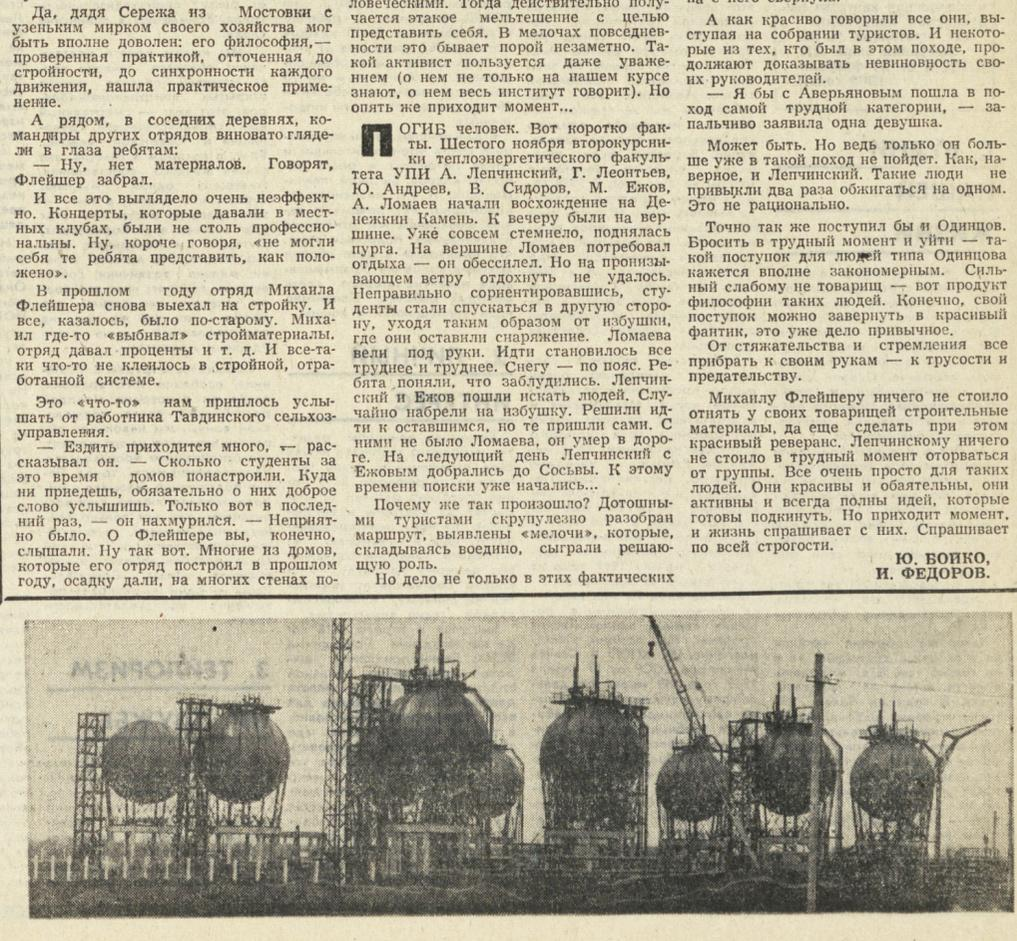 Да, дядя Сережа из Мостовки с
узеньким мирком своего хозяйства мог
быть вполне доволен: его философия,—
проверенная практикой, отточенная до
стройности, до синхронности каждого
движения, нашла практическое приме-
нение.
А рядом, в соседних деревнях, ко-
мандиры других отрядов виновато гляде-
ли в глаза ребятам:
— Ну, нет материалов. Говорят,
Флейшер забрал.
И все это выглядело очень неэффект-
но. Концерты, которые давали в мест-
ных клубах, были не столь профессио-
нальны. Ну, короче говоря, «не могли
себя те ребята представить, как поло-
жено».
В прошлом году отряд Михаила
Флейшера снова выехал на стройку. И
все, казалось, было по-старому. Миха-
ил где-то «выбивал» стройматериалы,
отряд давал проценты и т. д. И все-та-
ки что-то не клеилось в стройной, отра-
ботанной системе.
Это «что-то» нам пришлось услы-
шать от работника Тавдинского сельхоз-
управления.
— Ездить приходится много, — рас-
сказывал он. — Сколько студенты за
это время домов понастроили. Куда
ни приедешь, обязательно о них доброе
слово услышишь. Только вот в послед-
ний раз, — он нахмурился. — Неприят-
но было. О Флейшере вы, конечно,
слышали. Ну так вот. Многие из домов,
которые его отряд построил в прошлом
году, осадку дали, на многих стенах по-
ловеческими. Тогда действительно полу-
чается этакое мельтешение с целью
представить себя. В мелочах повседнев-
ности это бывает порой незаметно. Та-
кой активист пользуется даже уваже-
нием (о нем не только на нашем курсе
знают, о нем весь институт говорит). Но
опять же приходит момент...
ПОГИБ человек. Вот коротко фак-
ты. Шестого ноября второкурсни-
ки теплоэнергетического факуль-
тета УПИ А. Лепчинский, Г. Леонтьев,
Ю. Андреев, В. Сидоров, М. Ежов,
А. Ломаев начали восхождение на Де-
нежкин Камень. К вечеру были на вер-
шине. Уже совсем стемнело, поднялась
пурга. На вершине Ломаев потребовал
отдыха — он обессилел. Но на пронизы-
вающем ветру отдохнуть не удалось.
Неправильно сориентировавшись, сту-
денты стали спускаться в другую сторо-
ну, уходя таким образом от избушки,
где они оставили снаряжение. Ломаева
вели под руки. Идти становилось все
труднее и труднее. Снегу — по пояс. Ре-
бята поняли, что заблудились. Лепчин-
ский и Ежов пошли искать людей. Слу-
чайно набрели на избушку. Решили ид-
ти к оставшимся, но те пришли сами. С
ними не было Ломаева, он умер в доро-
ге. На следующий день Лепчинский с
Ежовым добрались до Сосьвы. К этому
времени поиски уже начались...
Почему же так произошло? Дотошны-
ми туристами скрупулезно разобран
маршрут, выявлены «мелочи», которые,
складываясь воедино, сыграли решаю-
щую роль.
Но дело не только в этих фактических
А как красиво говорили все они, вы-
ступая на собрании туристов. И некото-
рые из тех, кто был в этом походе, про-
должают доказывать невиновность сво-
их руководителей.
— Я бы с Аверьяновым пошла в по-
ход самой трудной категории, — за-
пальчиво заявила одна девушка.
Может быть. Но ведь только он боль-
ше уже в такой поход не пойдет. Как, на-
верное, и Лепчинский. Такие люди не
привыкли два раза обжигаться на одном.
Это не рационально.
Точно так же поступил бы и Одинцов.
Бросить в трудный момент и уйти — та-
кой поступок для людей типа Одинцова
кажется вполне закономерным. Силь-
ный слабому не товарищ — вот продукт
философии таких людей. Конечно, свой
поступок можно завернуть в красивый
фантик, это уже дело привычное.
От стяжательства и стремления все
прибрать к своим рукам — к трусости и
предательству.
Михаилу Флейшеру ничего не стоило
отнять у своих товарищей строительные
материалы, да еще сделать при этом
красивый реверанс. Лепчинскому ничего
не стоило в трудный момент оторваться
от группы. Все очень просто для таких
людей. Они красивы и обаятельны, они
активны и всегда полны идей, которые
готовы подкинуть. Но приходит момент,
и жизнь спрашивает с них. Спрашивает
по всей строгости.
Ю. БОЙКО,
И. ФЕДОРОВ.